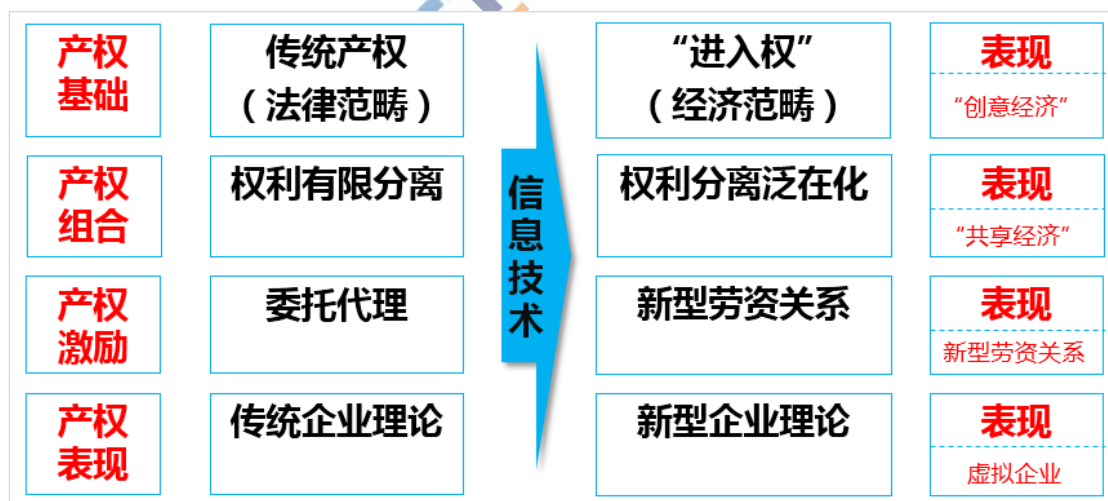 产权
基础
传统产权
（法律范畴）
“进入权”
（经济范畴）
表现
“创意经济”
产权
组合
权利有限分离
权利分离泛在化
表现
“共享经济”
信息技术
产权
激励
委托代理
新型劳资关系
表现
新型劳资关系
产权
表现
传统企业理论
新型企业理论
表现
虚拟企业